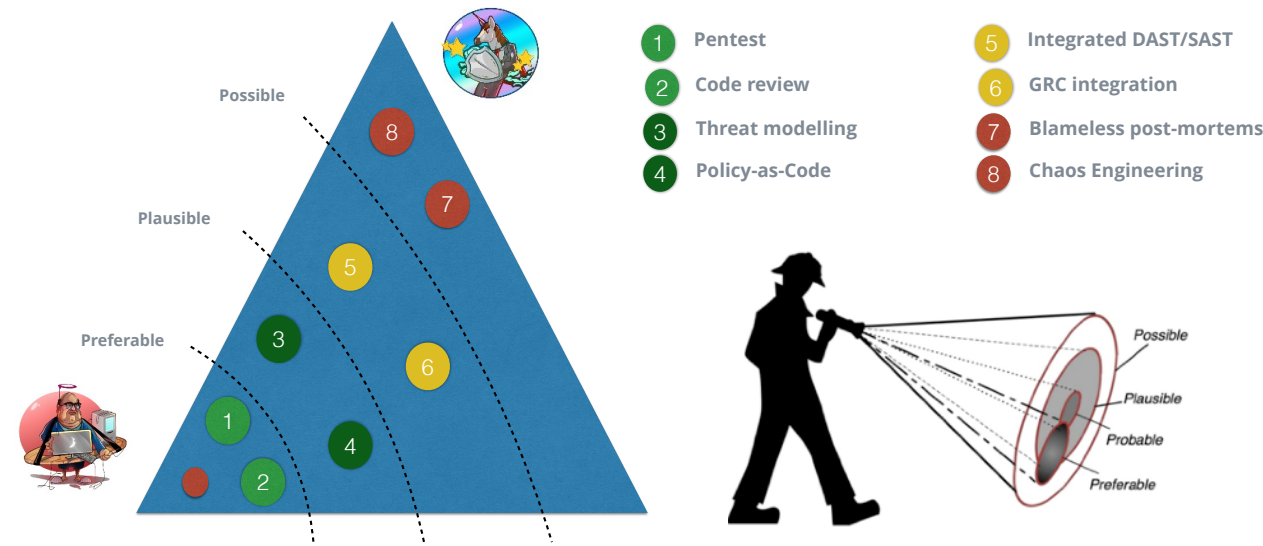 Possible
Plausible
Preferable
8
7
5
3
6
1
4
2
1 Pentest
2 Code review
3 Threat modelling
4 Policy-as-Code
5 Integrated DAST/SAST
6 GRC integration
7 Blameless post-mortems
8 Chaos Engineering
Possible
Plausible
Probable
Preferable